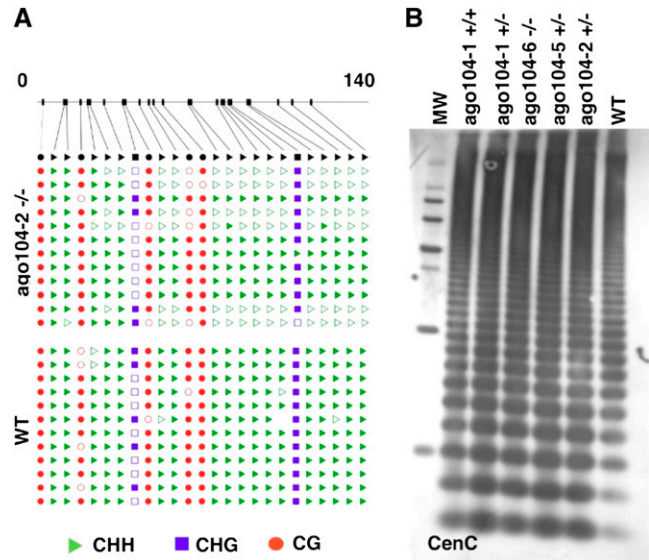 A
0
140
ago104-2 -/-
WT
CHH
CHG
CG
B
MW
ago104-1 +/+
ago104-1 +/-
ago104-6 -/-
ago104-5 +/-
ago104-2 +/-
WT
CenC